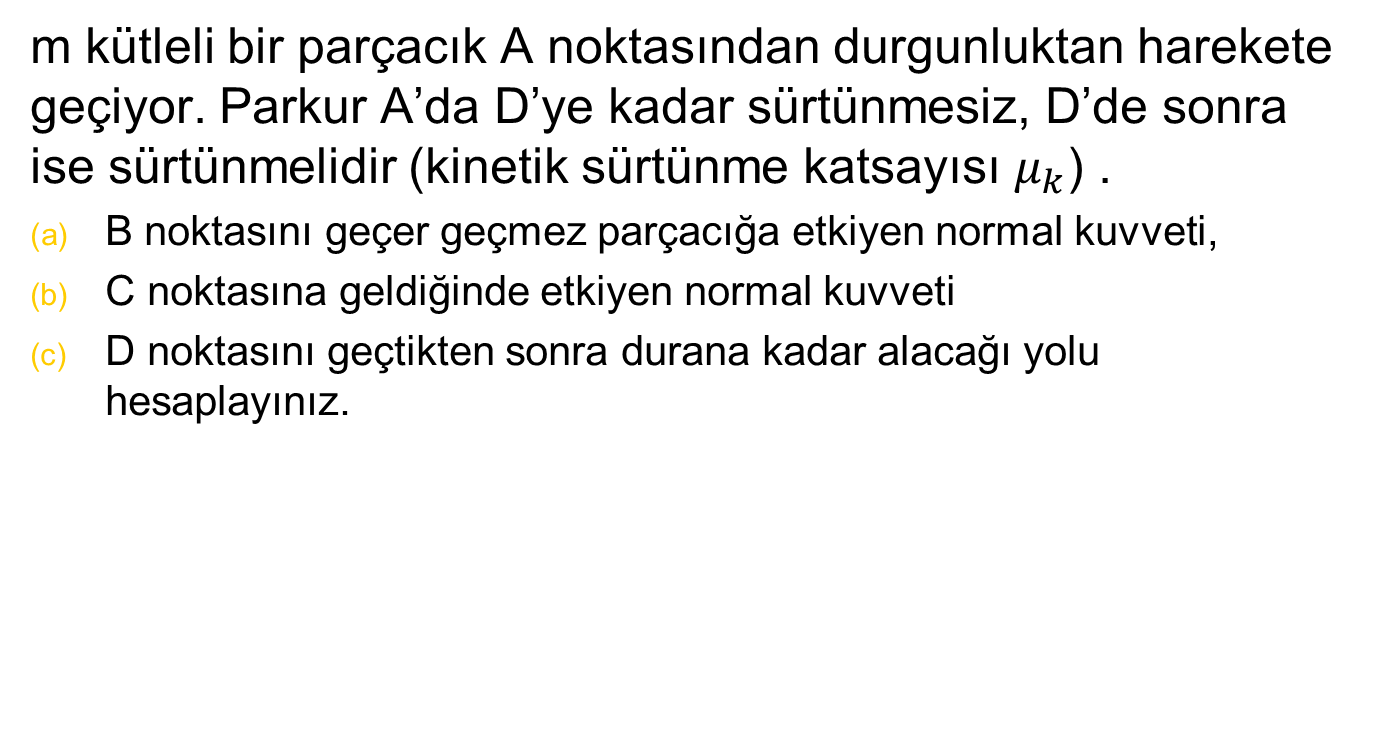 m kütleli bir parçacık A noktasından durgunluktan harekete
geçiyor. Parkur A’da D’ye kadar sürtünmesiz, D’de sonra
ise sürtünmelidir (kinetik sürtünme katsayısı 𝜇𝑘) .
(a) B noktasını geçer geçmez parçacığa etkiyen normal kuvveti,
(b) C noktasına geldiğinde etkiyen normal kuvveti
(c) D noktasını geçtikten sonra durana kadar alacağı yolu
hesaplayınız.